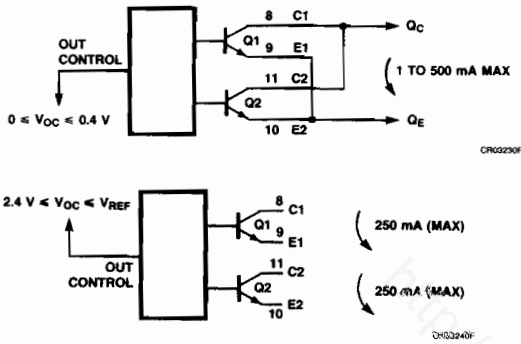 8 C1
Q1
9 E1
11 C2
Q2
10 E2
QC
QE
OUT
CONTROL
0 ≤ VOC ≤ 0.4 V
1 TO 500 mA MAX
CR03230F
2.4 V ≤ VOC ≤ VREF
OUT
CONTROL
8 C1
Q1
9 E1
11 C2
Q2
10 E2
250 mA (MAX)
250 mA (MAX)
CR03240F